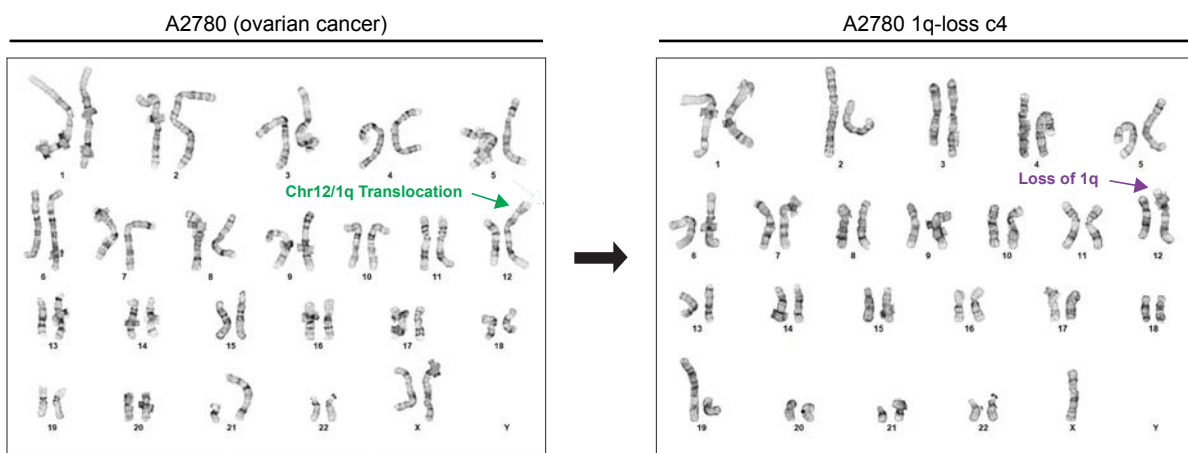 A2780 (ovarian cancer)
1 2 3 4 5
Chr12/1q Translocation
6 7 8 9 10 11 12
13 14 15 16 17 18
19 20 21 22 X Y
A2780 1q-loss c4
1 2 3 4 5
Loss of 1q
6 7 8 9 10 11 12
13 14 15 16 17 18
19 20 21 22 X Y